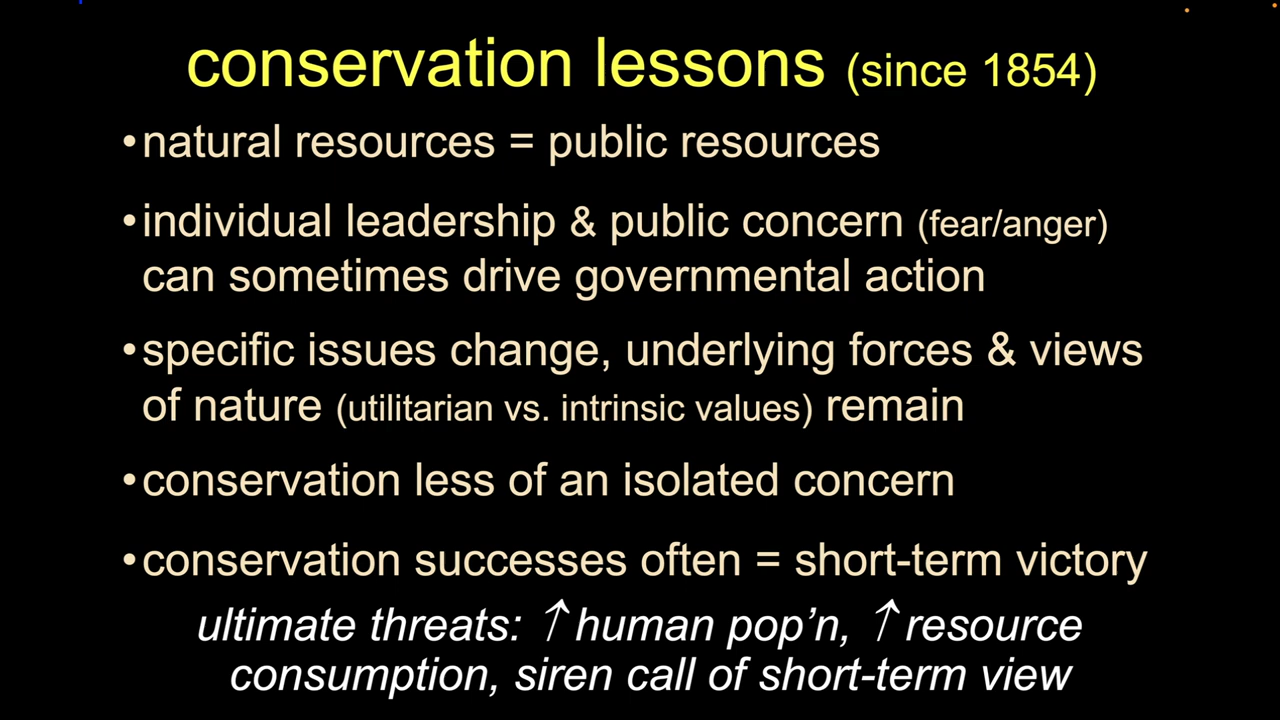 conservation lessons (since 1854)
•natural resources = public resources
•individual leadership & public concern (fear/anger)
can sometimes drive governmental action
•specific issues change, underlying forces & views
of nature (utilitarian vs. intrinsic values) remain
•conservation less of an isolated concern
•conservation successes often = short-term victory
ultimate threats: ↑ human pop’n, ↑ resource
consumption, siren call of short-term view